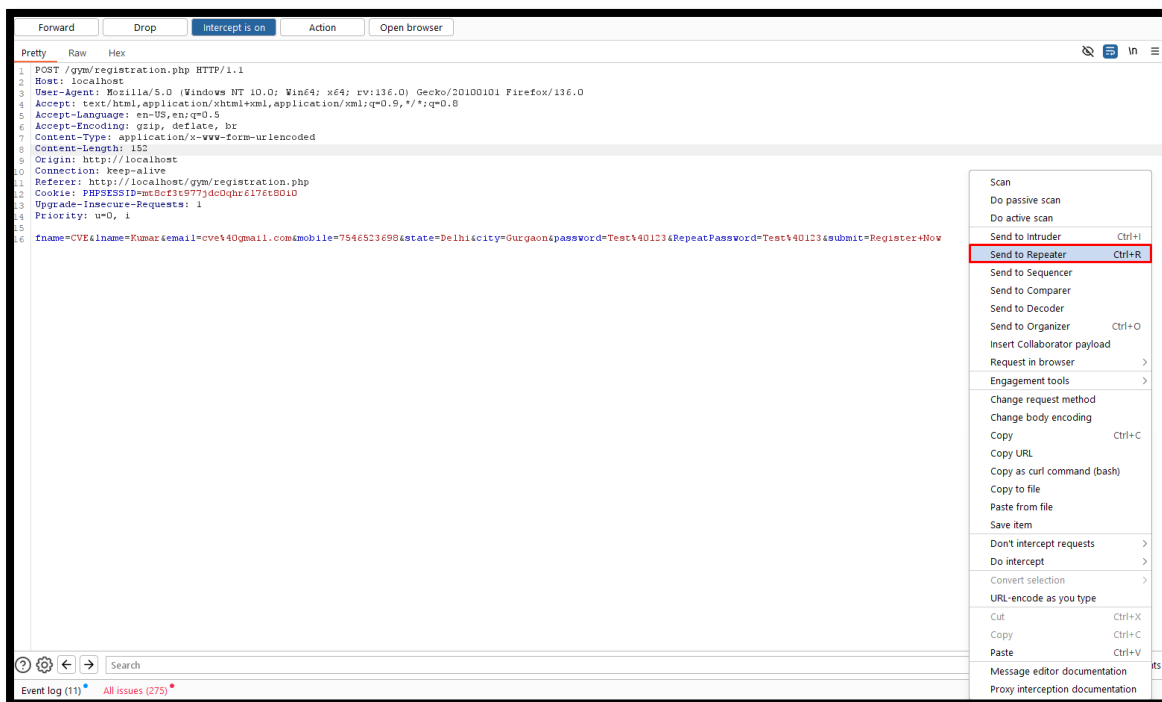 Forward Drop Intercept is on Action Open browser
Pretty Raw Hex \n
1 POST /gym/registration.php HTTP/1.1
2 Host: localhost
3 User-Agent: Mozilla/5.0 (Windows NT 10.0; Win64; x64; rv:136.0) Gecko/20100101 Firefox/136.0
4 Accept: text/html,application/xhtml+xml,application/xml;q=0.9,*/*;q=0.8
5 Accept-Language: en-US,en;q=0.5
6 Accept-Encoding: gzip, deflate, br
7 Content-Type: application/x-www-form-urlencoded
8 Content-Length: 152
9 Origin: http://localhost
10 Connection: keep-alive
11 Referer: http://localhost/gym/registration.php
12 Cookie: PHPSESSID=mt8cf3t977jdc0qhr6176t80i0
13 Upgrade-Insecure-Requests: 1
14 Priority: u=0, i
15
16 fname=CVE&lname=Kumar&email=cve%40gmail.com&mobile=7546523698&state=Delhi&city=Gurgaon&password=Test%40123&RepeatPassword=Test%40123&submit=Register+Now
Scan
Do passive scan
Do active scan
Send to Intruder Ctrl+I
Send to Repeater Ctrl+R
Send to Sequencer
Send to Comparer
Send to Decoder
Send to Organizer Ctrl+O
Insert Collaborator payload
Request in browser
Engagement tools
Change request method
Change body encoding
Copy Ctrl+C
Copy URL
Copy as curl command (bash)
Copy to file
Paste from file
Save item
Don't intercept requests
Do intercept
Convert selection
URL-encode as you type
Cut Ctrl+X
Copy Ctrl+C
Paste Ctrl+V
Message editor documentation
Proxy interception documentation
Search
Event log (11) All issues (275)